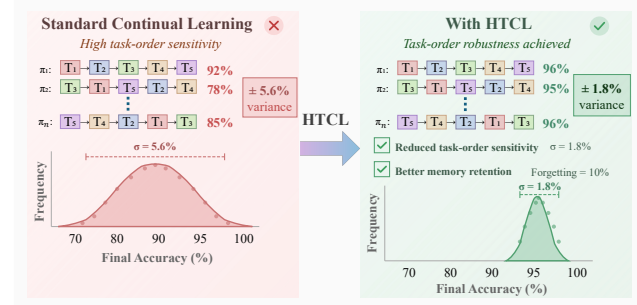 Standard Continual Learning
High task-order sensitivity
π₁: T₁ T₂ T₃ T₄ T₅ 92%
π₂: T₃ T₁ T₅ T₂ T₄ 78%
πₙ: T₅ T₄ T₂ T₁ T₃ 85%
± 5.6%
variance
σ = 5.6%
Frequency
70 80 90 95 100
Final Accuracy (%)
HTCL
With HTCL
Task-order robustness achieved
π₁: T₁ T₂ T₃ T₄ T₅ 96%
π₂: T₃ T₁ T₅ T₂ T₄ 95%
πₙ: T₅ T₄ T₂ T₁ T₃ 96%
± 1.8%
variance
Reduced task-order sensitivity σ = 1.8%
Better memory retention Forgetting = 10%
σ = 1.8%
Frequency
70 80 90 95 100
Final Accuracy (%)